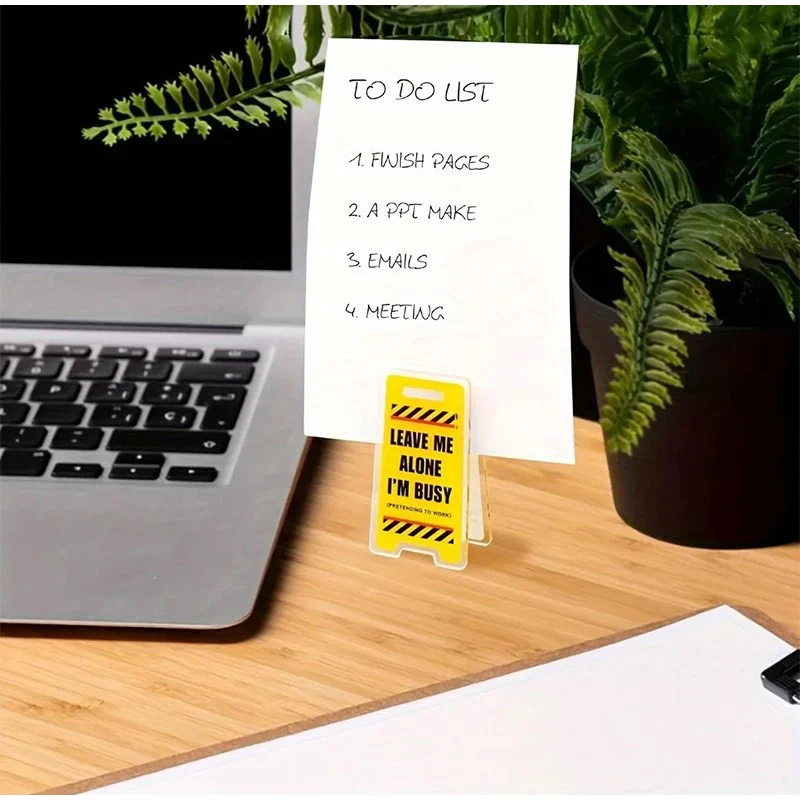 TO DO LIST
1. FINISH PAGES
2. A PPT MAKE
3. EMAILS
4. MEETING
LEAVE ME
ALONE
I'M BUSY
(PRETENDING TO WORK)